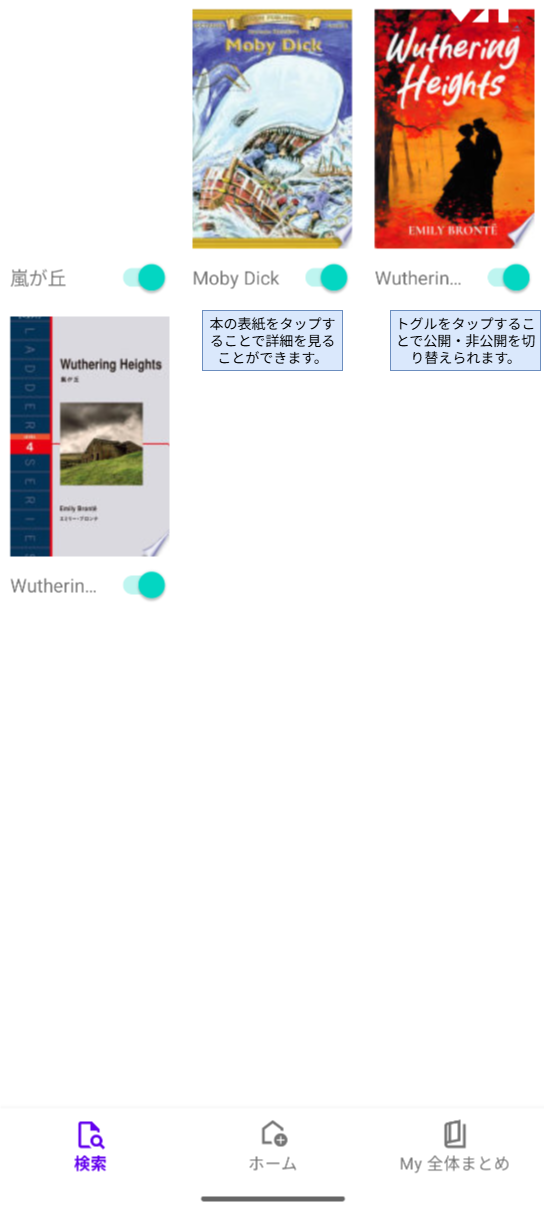 Moby Dick
Wuthering
Heights
EMILY BRONTË
嵐が丘
Moby Dick
Wutherin...
本の表紙をタップす
ることで詳細を見る
ことができます。
トグルをタップするこ
とで公開・非公開を切
り替えられます。
LADDER SERIES
4
Wuthering Heights
嵐が丘
Emily Brontë
エミリー・ブロンテ
Wutherin...
検索
ホーム
My 全体まとめ